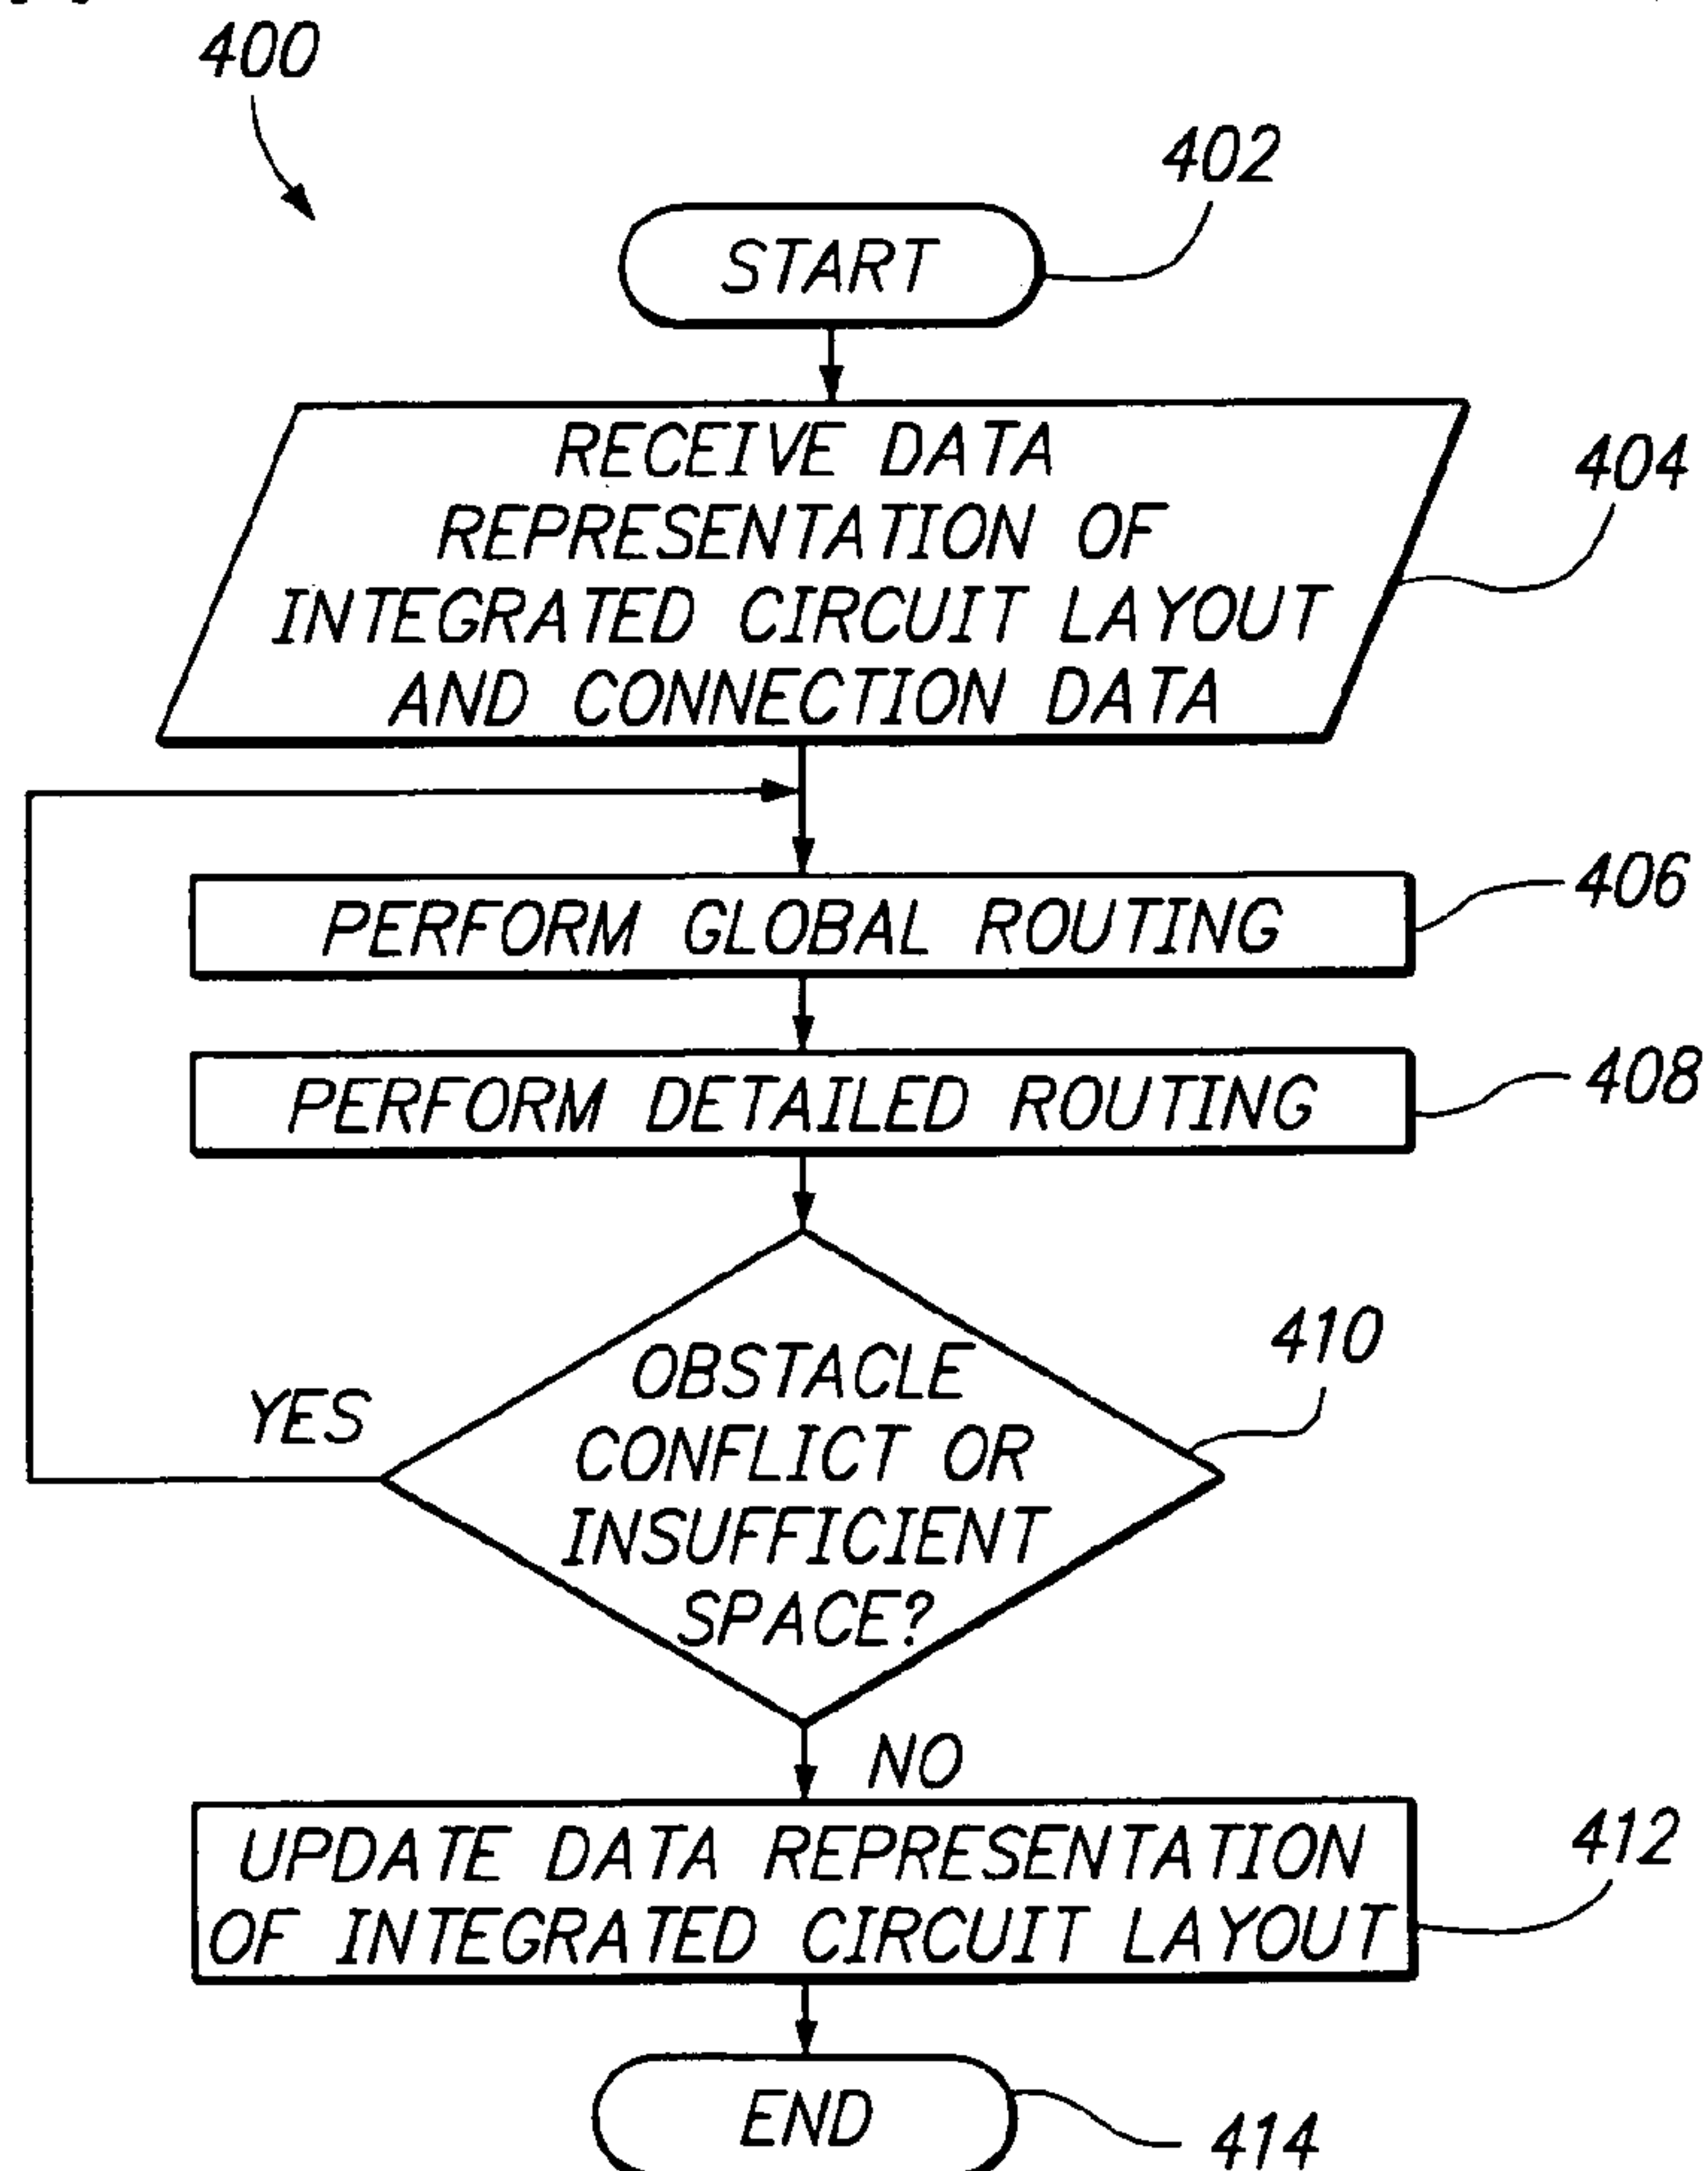 400
402
START
RECEIVE DATA
REPRESENTATION OF
INTEGRATED CIRCUIT LAYOUT
AND CONNECTION DATA
404
PERFORM GLOBAL ROUTING
406
PERFORM DETAILED ROUTING
408
OBSTACLE
CONFLICT OR
INSUFFICIENT
SPACE?
410
YES
NO
UPDATE DATA REPRESENTATION
OF INTEGRATED CIRCUIT LAYOUT
412
END
414